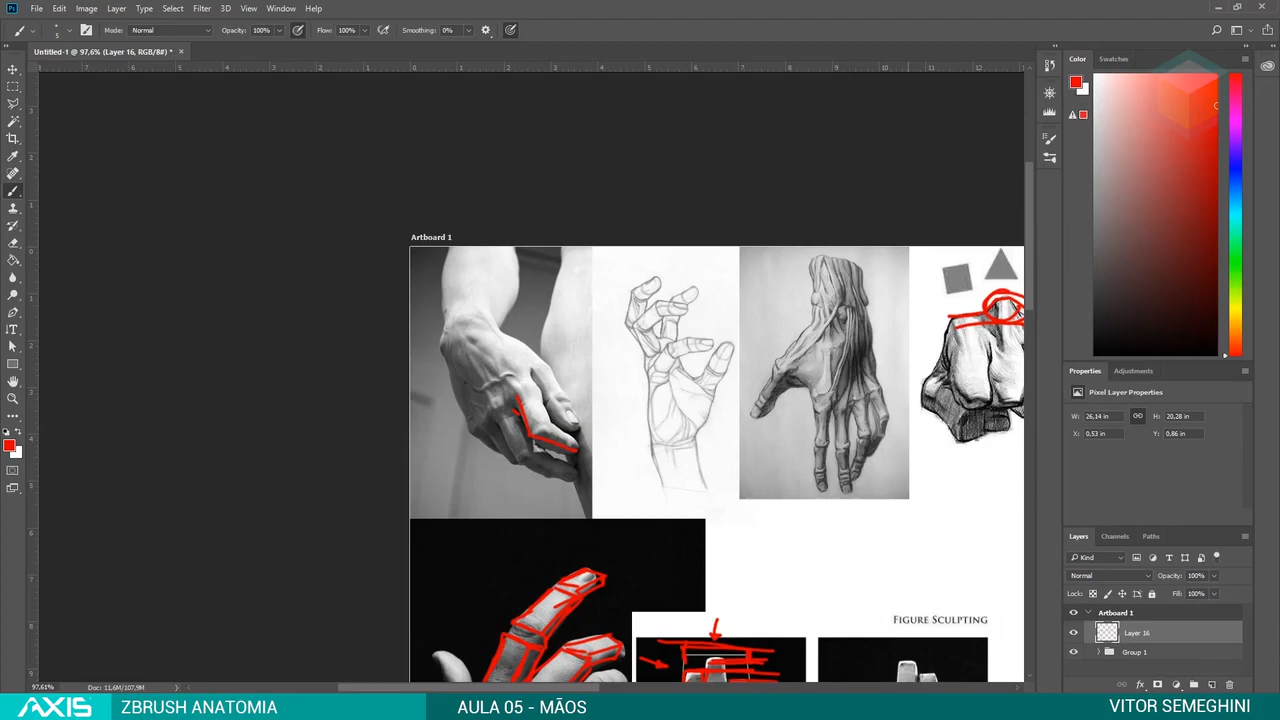 Ps File Edit Image Layer Type Select Filter 3D View Window Help
5 Mode: Normal Opacity: 100% Flow: 100% Smoothing: 0%
Untitled-1 @ 97,6% (Layer 16, RGB/8#) * ×
Color Swatches
Artboard 1
Properties Adjustments
Pixel Layer Properties
W: 26,14 in H: 20,28 in
X: 0,53 in Y: 0,86 in
Layers Channels Paths
Kind
Normal Opacity: 100%
Lock: Fill: 100%
Artboard 1
Layer 16
Group 1
FIGURE SCULPTING
97,61% Doc: 11,6M/107,9M
AXIS ZBRUSH ANATOMIA AULA 05 - MÃOS VITOR SEMEGHINI